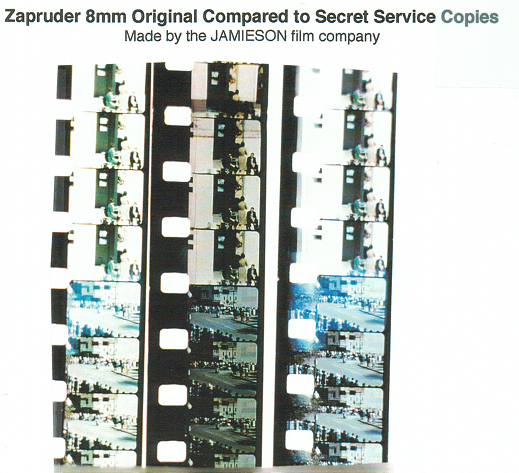 Zapruder 8mm Original Compared to Secret Service Copies
Made by the JAMIESON film company